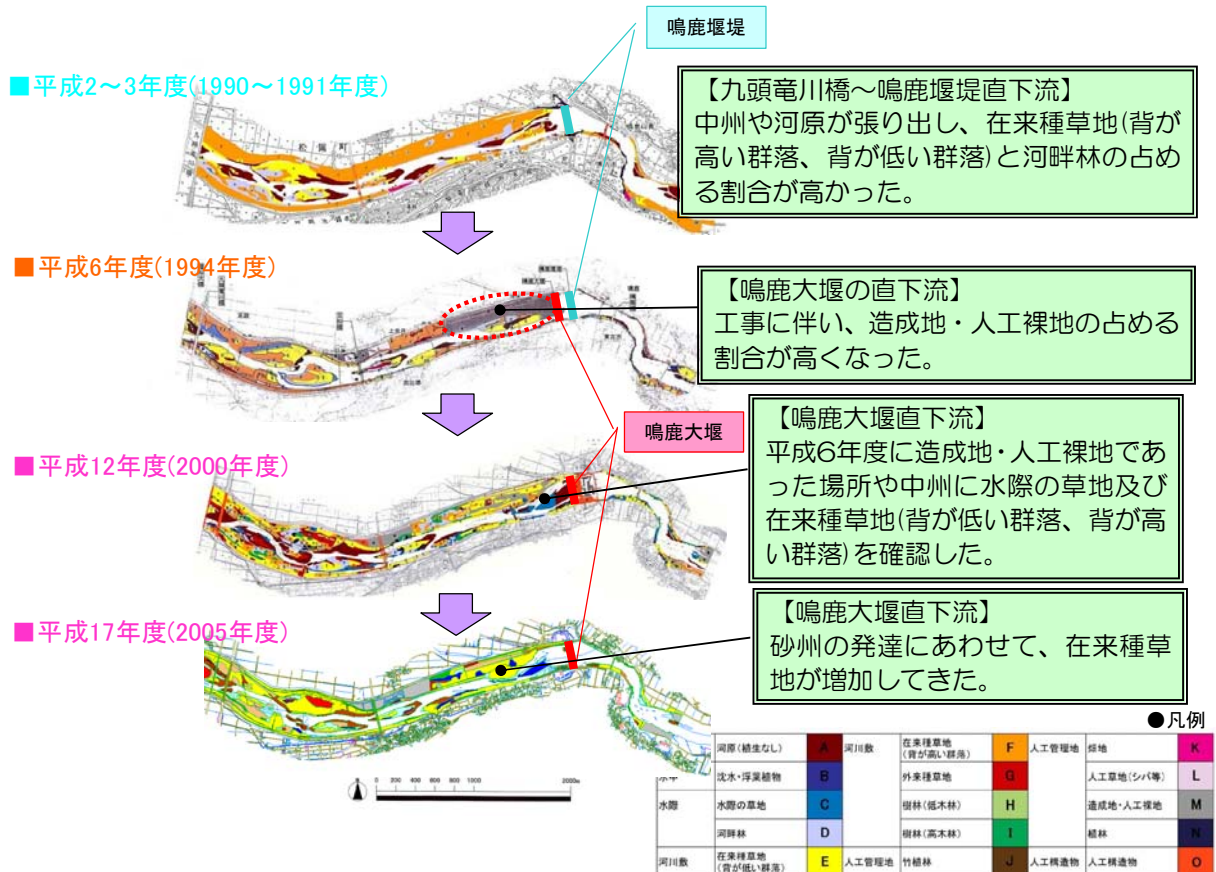 鳴鹿堰堤
■平成2～3年度(1990～1991年度)
【九頭竜川橋～鳴鹿堰堤直下流】
中州や河原が張り出し、在来種草地(背が
高い群落、背が低い群落)と河畔林の占め
る割合が高かった。
松岡町
■平成6年度(1994年度)
【鳴鹿大堰の直下流】
工事に伴い、造成地・人工裸地の占める
割合が高くなった。
鳴鹿大堰
■平成12年度(2000年度)
【鳴鹿大堰直下流】
平成6年度に造成地・人工裸地であ
った場所や中州に水際の草地及び
在来種草地(背が低い群落、背が高
い群落)を確認した。
■平成17年度(2005年度)
【鳴鹿大堰直下流】
砂州の発達にあわせて、在来種草
地が増加してきた。
●凡例
河原(植生なし) A 河川敷 在来種草地(背が高い群落) F 人工管理地 畑地 K
沈水・浮葉植物 B 外来種草地 G 人工草地(シバ等) L
水際 水際の草地 C 樹林(低木林) H 造成地・人工裸地 M
河畔林 D 樹林(高木林) I 植林 N
河川敷 在来種草地(背が低い群落) E 人工管理地 竹植林 J 人工構造物 人工構造物 O
0 200 400 600 800 1000 2000m